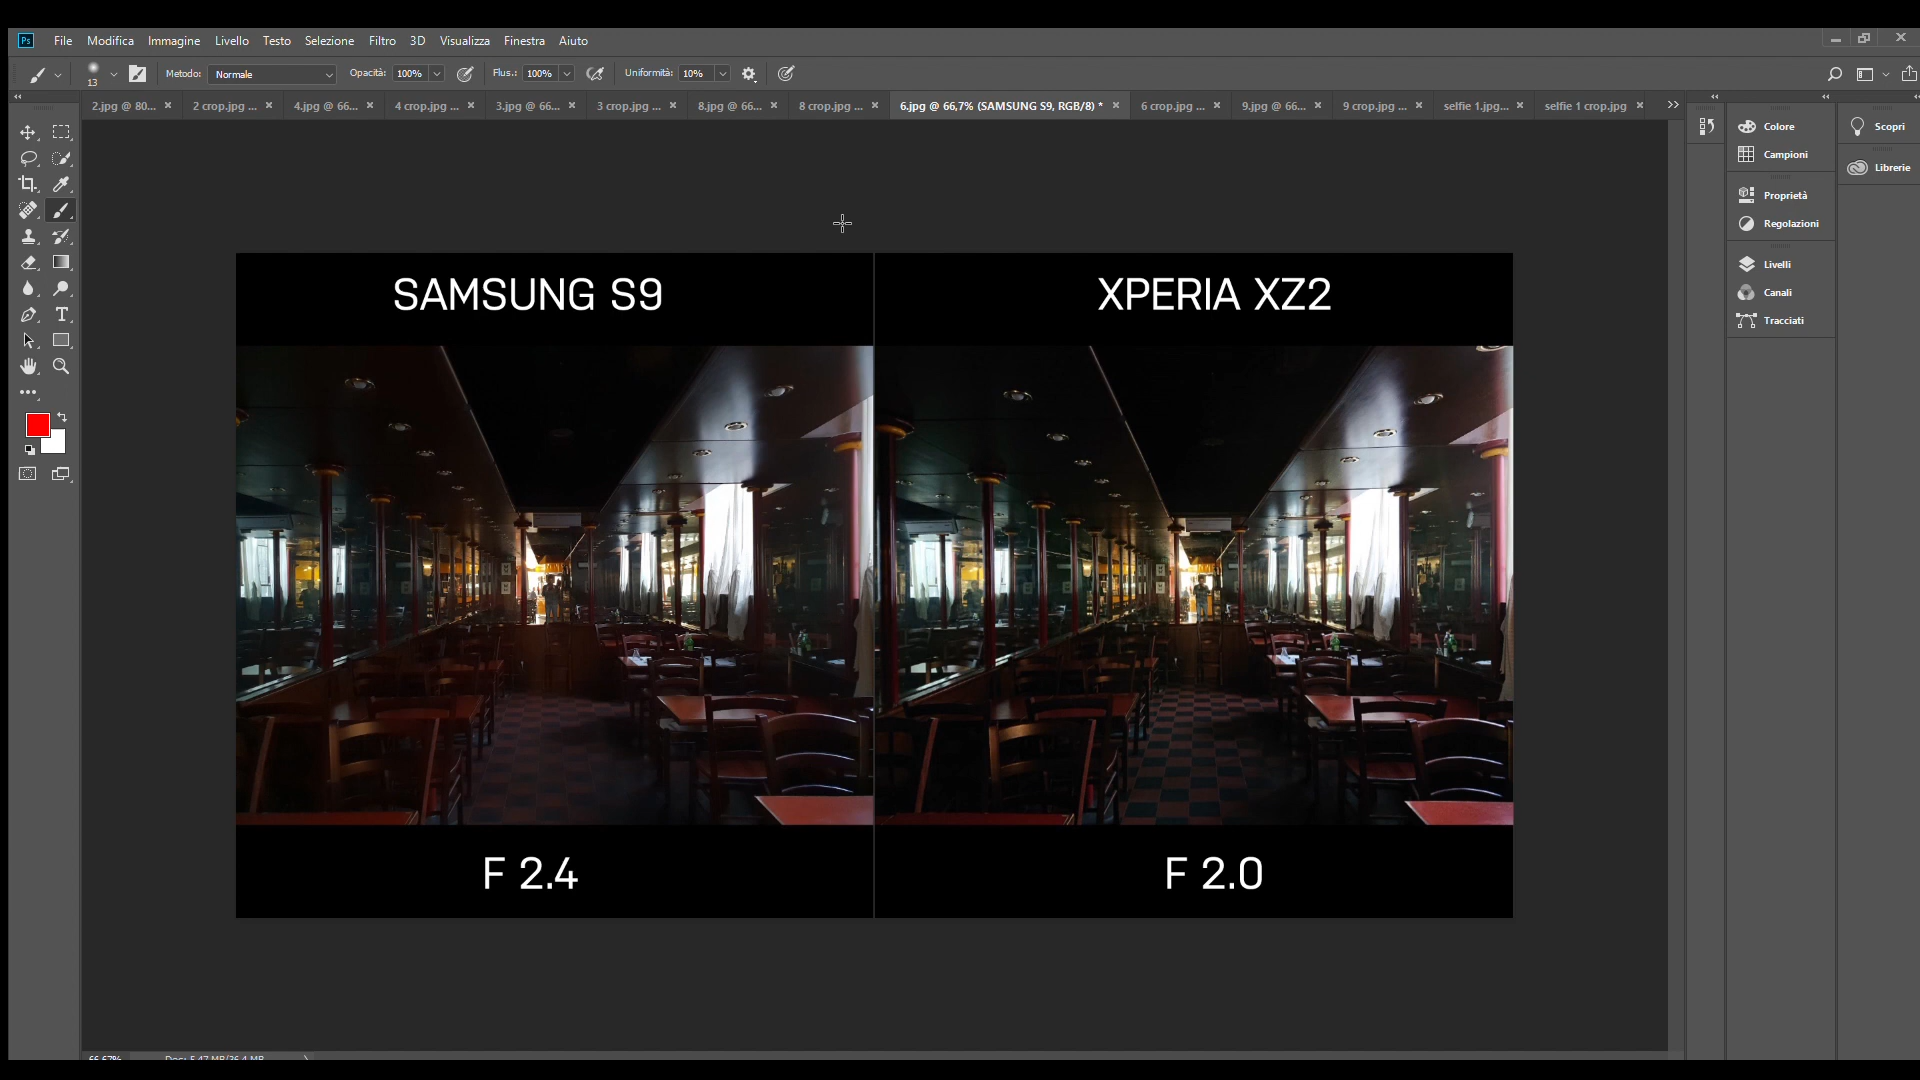 Ps File Modifica Immagine Livello Testo Selezione Filtro 3D Visualizza Finestra Aiuto
13 Metodo: Normale Opacità: 100% Flus.: 100% Uniformità: 10%
2.jpg @ 80... 2 crop.jpg ... 4.jpg @ 66... 4 crop.jpg ... 3.jpg @ 66... 3 crop.jpg ... 8.jpg @ 66... 8 crop.jpg ... 6.jpg @ 66,7% (SAMSUNG S9, RGB/8) * 6 crop.jpg ... 9.jpg @ 66... 9 crop.jpg ... selfie 1.jpg... selfie 1 crop.jpg
Colore
Campioni
Proprietà
Regolazioni
Livelli
Canali
Tracciati
Scopri
Librerie
SAMSUNG S9 XPERIA XZ2
F 2.4 F 2.0
66,67% Doc: 5,47 MB/36,4 MB